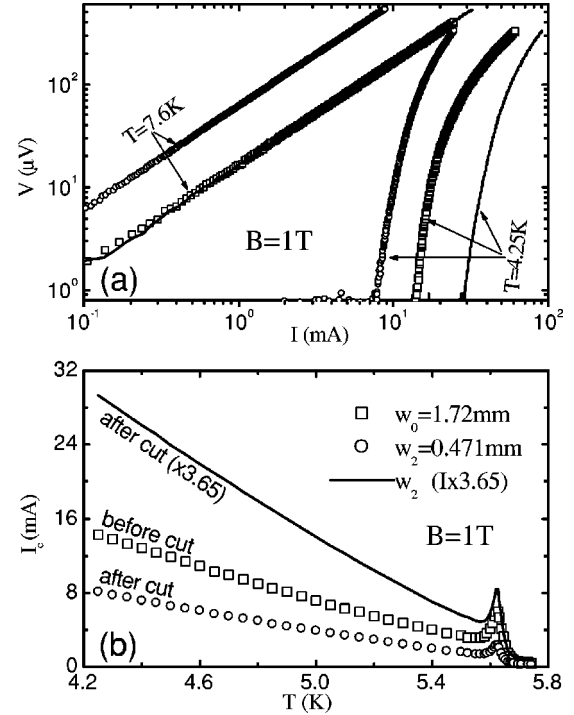 V (μV)
10²
10¹
10⁰
T=7.6K
B=1T
T=4.25K
(a)
10⁻¹ 10⁰ 10¹ 10²
I (mA)
I_c (mA)
32
24
16
8
0
after cut (x3.65)
before cut
after cut
w₀=1.72mm
w₂=0.471mm
w₂ (Ix3.65)
B=1T
(b)
4.2 4.6 5.0 5.4 5.8
T (K)